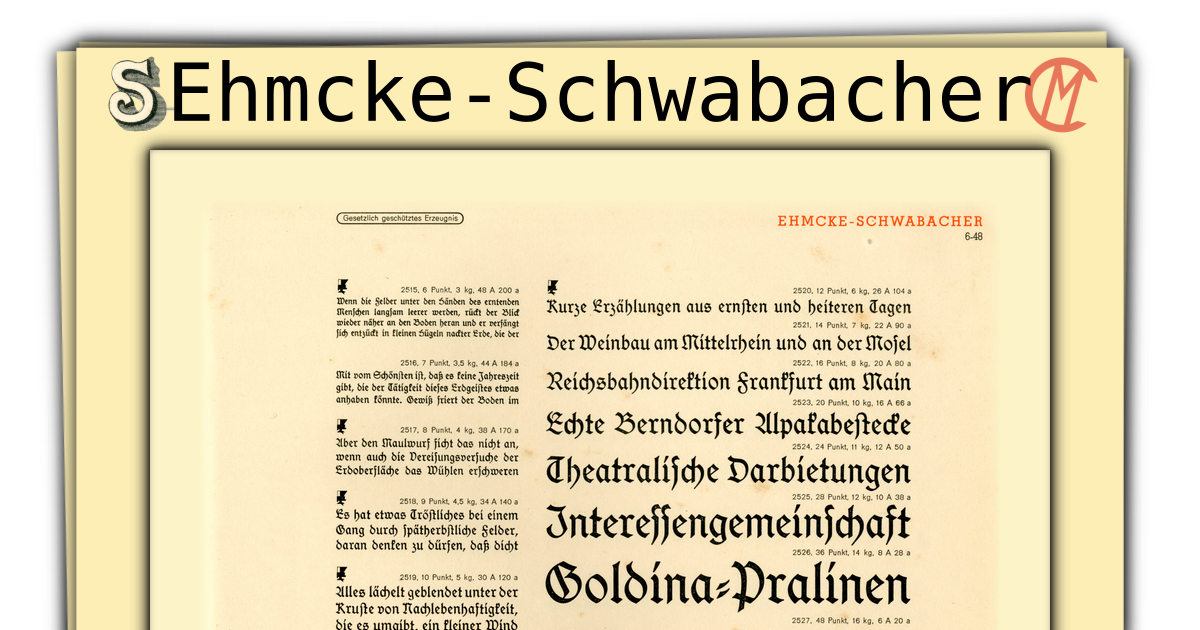 S Ehmcke-Schwabacher
Gesetzlich geschütztes Erzeugnis
EHMCKE-SCHWABACHER
6-48
2515, 6 Punkt, 3 kg, 48 A 200 a
Wenn die Felder unter den Händen des erntenden
Menſchen langſam leerer werden, rückt der Blick
wieder näher an den Boden heran und er verfängt
ſich entzückt in kleinen Hügeln nackter Erde, die der
2516, 7 Punkt, 3,5 kg, 44 A 184 a
Mit vom Schönſten iſt, daß es keine Jahreszeit
gibt, die der Tätigkeit dieſes Erdgeiſtes etwas
anhaben könnte. Gewiß friert der Boden im
2517, 8 Punkt, 4 kg, 38 A 170 a
Aber den Maulwurf ficht das nicht an,
wenn auch die Vereiſungsverſuche der
Erdoberfläche das Wühlen erſchweren
2518, 9 Punkt, 4,5 kg, 34 A 140 a
Es hat etwas Tröſtliches bei einem
Gang durch ſpätherbſtliche Felder,
daran denken zu dürfen, daß dicht
2519, 10 Punkt, 5 kg, 30 A 120 a
Alles lächelt geblendet unter der
Kruſte von Nachlebenhaftigkeit,
die es umgibt, ein kleiner Wind
2520, 12 Punkt, 6 kg, 26 A 104 a
Kurze Erzählungen aus ernſten und heiteren Tagen
2521, 14 Punkt, 7 kg, 22 A 90 a
Der Weinbau am Mittelrhein und an der Moſel
2522, 16 Punkt, 8 kg, 20 A 80 a
Reichsbahndirektion Frankfurt am Main
2523, 20 Punkt, 10 kg, 16 A 66 a
Echte Berndorfer Alpakabeſtecke
2524, 24 Punkt, 11 kg, 12 A 50 a
Theatraliſche Darbietungen
2525, 28 Punkt, 12 kg, 10 A 38 a
Intereſſengemeinſchaft
2526, 36 Punkt, 14 kg, 8 A 28 a
Goldina-Pralinen
2527, 48 Punkt, 16 kg, 6 A 20 a